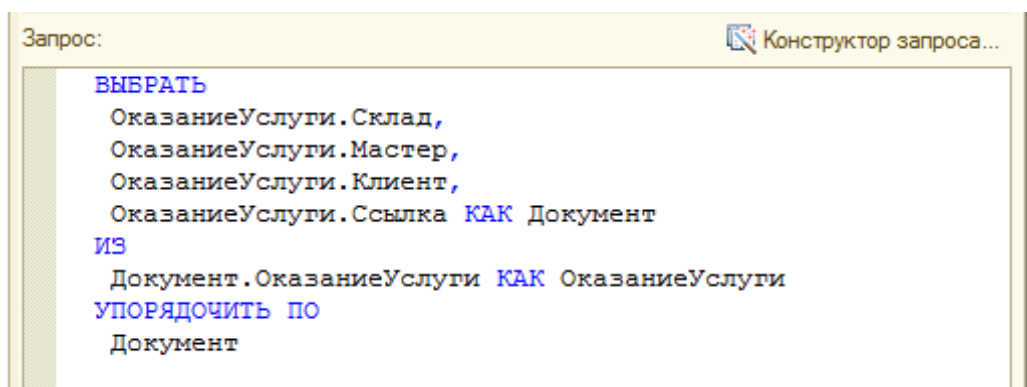 Запрос: Конструктор запроса...
ВЫБРАТЬ
ОказаниеУслуги.Склад,
ОказаниеУслуги.Мастер,
ОказаниеУслуги.Клиент,
ОказаниеУслуги.Ссылка КАК Документ
ИЗ
Документ.ОказаниеУслуги КАК ОказаниеУслуги
УПОРЯДОЧИТЬ ПО
Документ